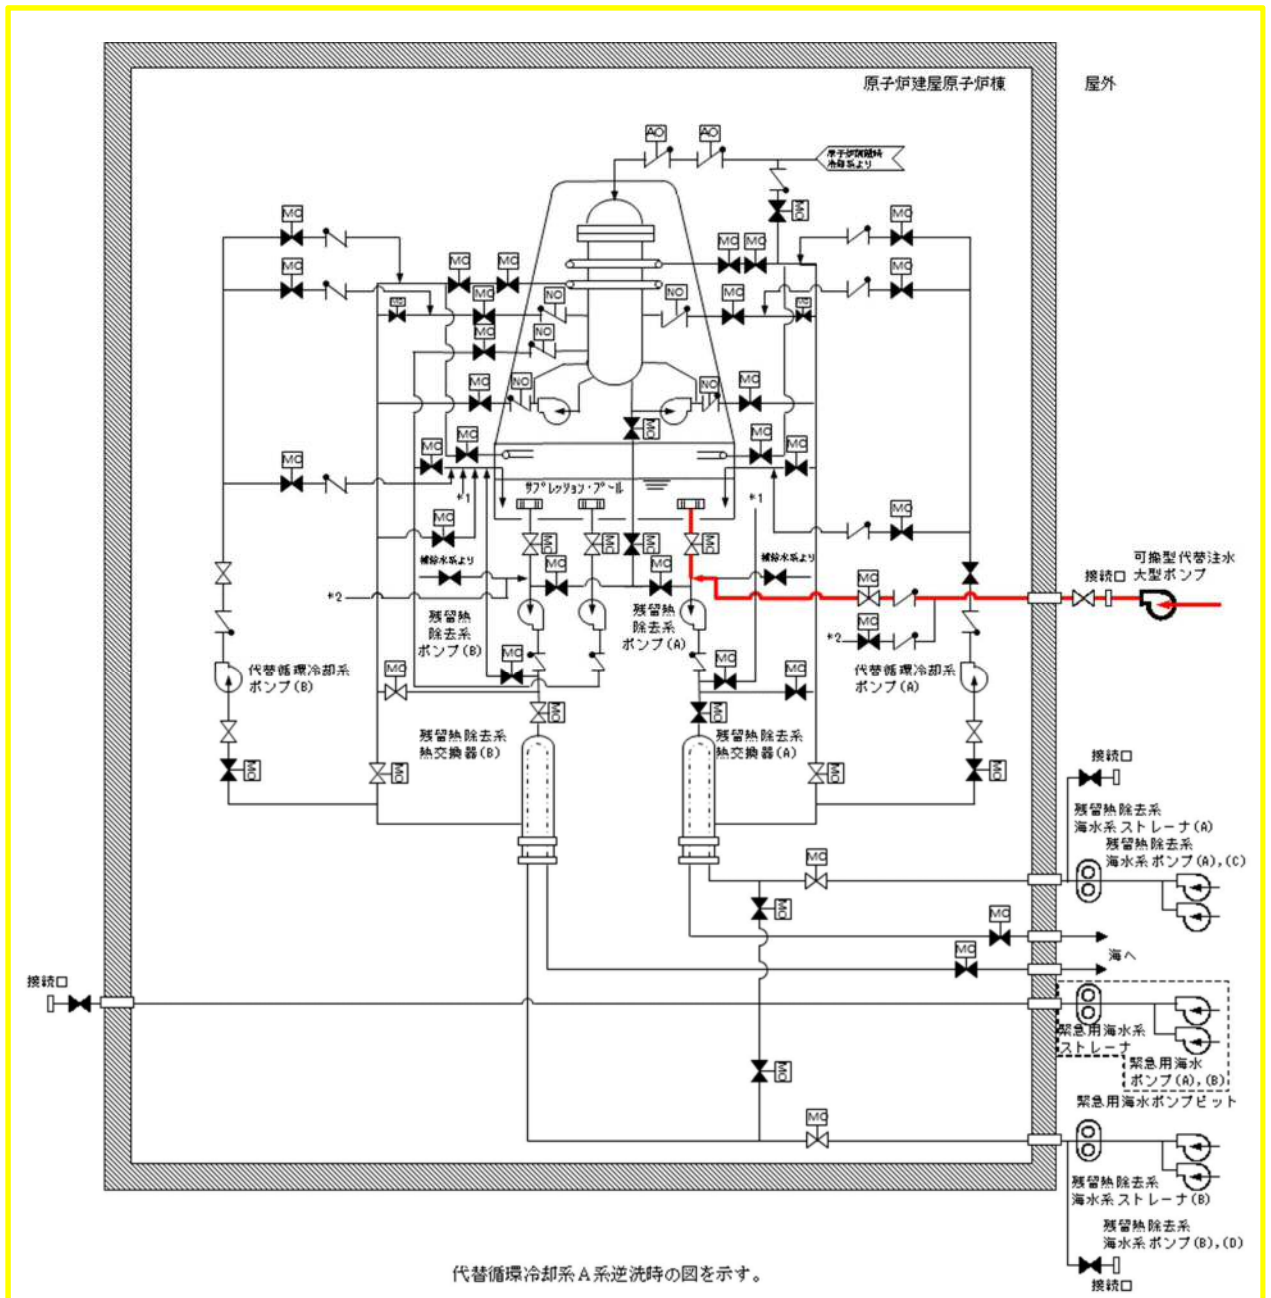 原子炉建屋原子炉棟
屋外
AO
AO
原子炉隔離時
冷却系より
MO
MO
MO
MO
MO
MO
MO
MO
MO
MO
NO
NO
MO
MO
MO
NO
MO
NO
NO
MO
MO
MO
MO
MO
MO
MO
サプレッション・プール
*1
*1
MO
MO
MO
MO
MO
MO
補給水系より
MO
MO
補給水系より
MO
接続口
可搬型代替注水
大型ポンプ
*2
残留熱
除去系
ポンプ(B)
残留熱
除去系
ポンプ(A)
*2
MO
代替循環冷却系
ポンプ(B)
MO
MO
MO
MO
代替循環冷却系
ポンプ(A)
MO
MO
残留熱除去系
熱交換器(B)
残留熱除去系
熱交換器(A)
MO
MO
MO
MO
接続口
残留熱除去系
海水系ストレーナ(A)
残留熱除去系
海水系ポンプ(A),(C)
MO
MO
MO
MO
海へ
接続口
緊急用海水系
ストレーナ
緊急用海水
ポンプ(A),(B)
緊急用海水ポンプピット
MO
MO
残留熱除去系
海水系ストレーナ(B)
残留熱除去系
海水系ポンプ(B),(D)
接続口
代替循環冷却系A系逆洗時の図を示す。